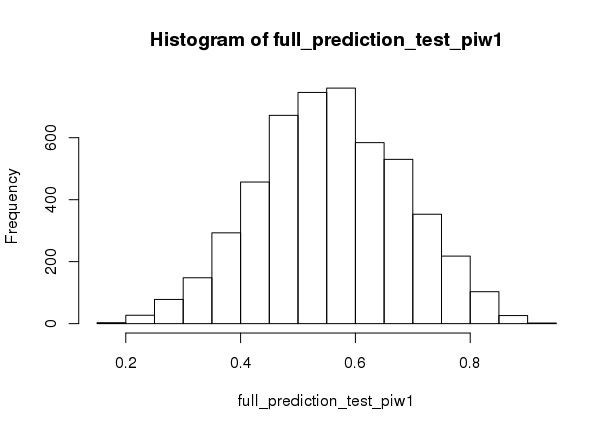 Histogram of full_prediction_test_piw1
Frequency
600
400
200
0
0.2 0.4 0.6 0.8
full_prediction_test_piw1